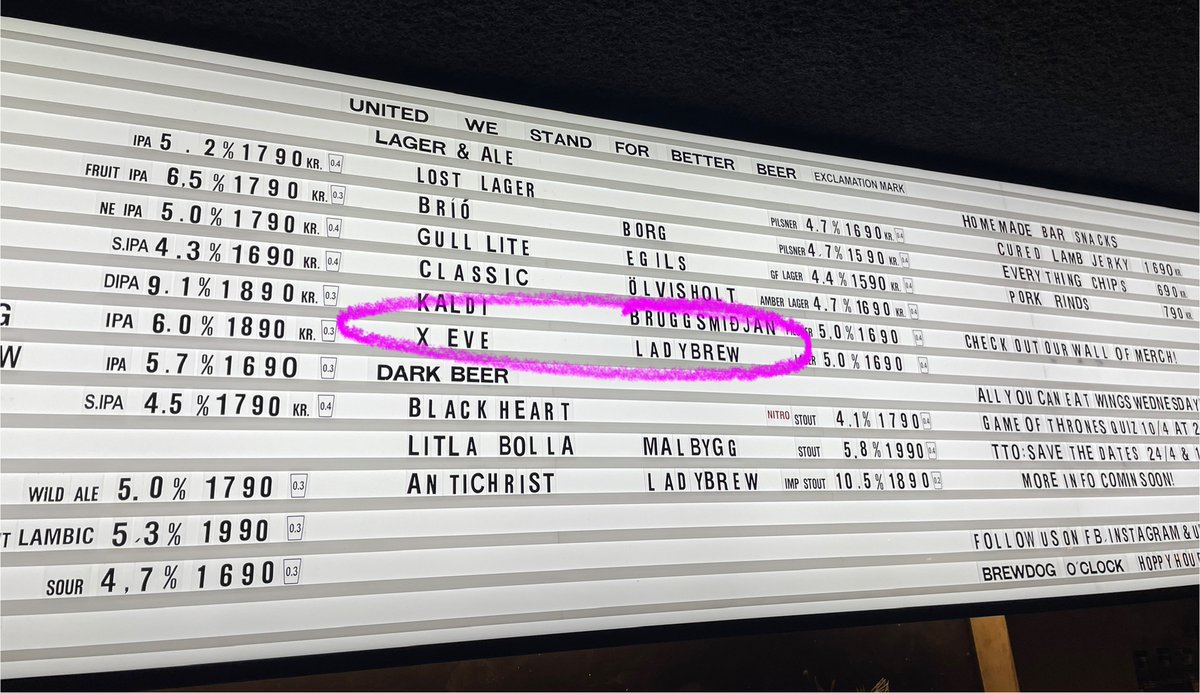 IPA 5.2% 1790 KR. 0.4
FRUIT IPA 6,5% 1790 KR. 0.3
NE IPA 5.0% 1790 KR. 0.4
S.IPA 4.3% 1690 KR. 0.4
DIPA 9.1% 1890 KR. 0.3
IPA 6.0% 1890 KR. 0.3
IPA 5.7% 1690 0.3
S.IPA 4.5% 1790 KR. 0.4
WILD ALE 5.0% 1790 0.3
LAMBIC 5.3% 1990 0.3
SOUR 4,7% 1690 0.3
UNITED WE STAND FOR BETTER BEER EXCLAMATION MARK
LAGER & ALE
LOST LAGER PILSNER 4.7% 1690 KR. 0.4
BRÍÓ BORG PILSNER 4.7% 1590 KR. 0.4
GULL LITE EGILS GF LAGER 4.4% 1590 KR. 0.4
CLASSIC ÖLVISHOLT AMBER LAGER 4.7% 1690 KR. 0.4
KALDI BRUGGSMIÐJAN 5.0% 1690
X EVE LADYBREW 5.0% 1690
DARK BEER
BLACK HEART NITRO STOUT 4.1% 1790 0.4
LITLA BOLLA MALBYGG STOUT 5.8% 1990 0.4
ANTICHRIST LADYBREW IMP STOUT 10.5% 1890 0.2
HOMEMADE BAR SNACKS
CURED LAMB JERKY 1690 KR.
EVERYTHING CHIPS 690 KR.
PORK RINDS 790 KR.
CHECK OUT OUR WALL OF MERCH!
ALL YOU CAN EAT WINGS WEDNESDAY
GAME OF THRONES QUIZ 10/4 AT 2
TTO: SAVE THE DATES 24/4 & 1
MORE INFO COMIN SOON!
FOLLOW US ON FB, INSTAGRAM & U
BREWDOG O'CLOCK HOPPY HOU